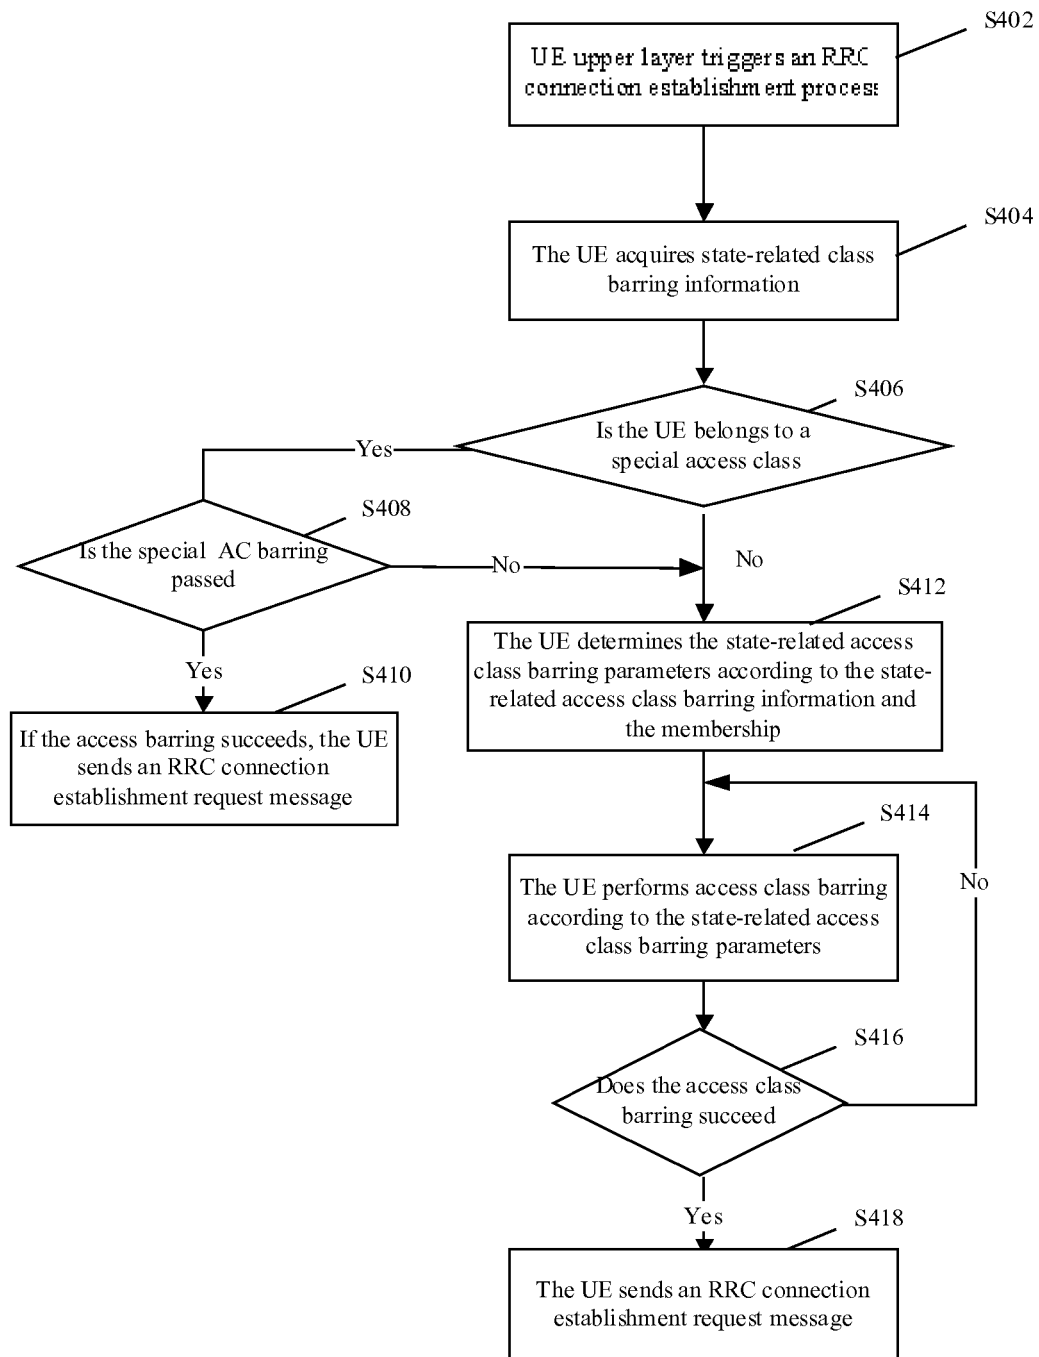 S402
UE upper layer triggers an RRC
connection establishment process
S404
The UE acquires state-related class
barring information
S406
Is the UE belongs to a
special access class
Yes
S408
Is the special AC barring
passed
No
No
S412
The UE determines the state-related access
class barring parameters according to the state-
related access class barring information and
the membership
Yes
S410
If the access barring succeeds, the UE
sends an RRC connection
establishment request message
S414
The UE performs access class barring
according to the state-related access
class barring parameters
No
S416
Does the access class
barring succeed
Yes
S418
The UE sends an RRC connection
establishment request message